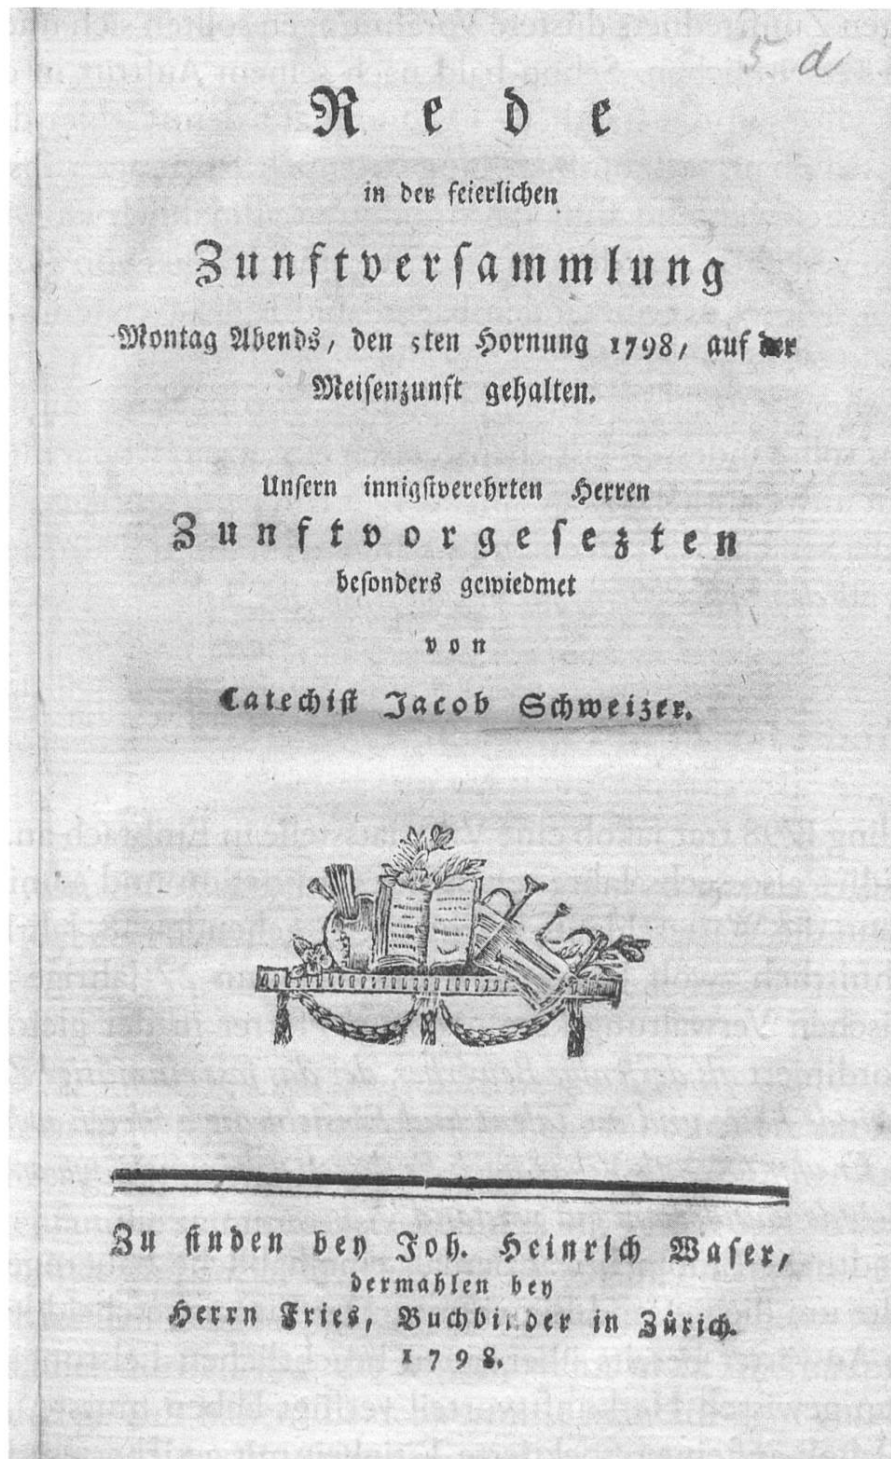 5 d
Rede
in der feierlichen
Zunftversammlung
Montag Abends, den 5ten Hornung 1798, auf der
Meisenzunft gehalten.
Unsern innigstverehrten Herren
Zunftvorgesezten
besonders gewiedmet
von
Catechist Jacob Schweizer.
Zu finden bey Joh. Heinrich Waser,
dermahlen bey
Herrn Fries, Buchbinder in Zürich.
1798.